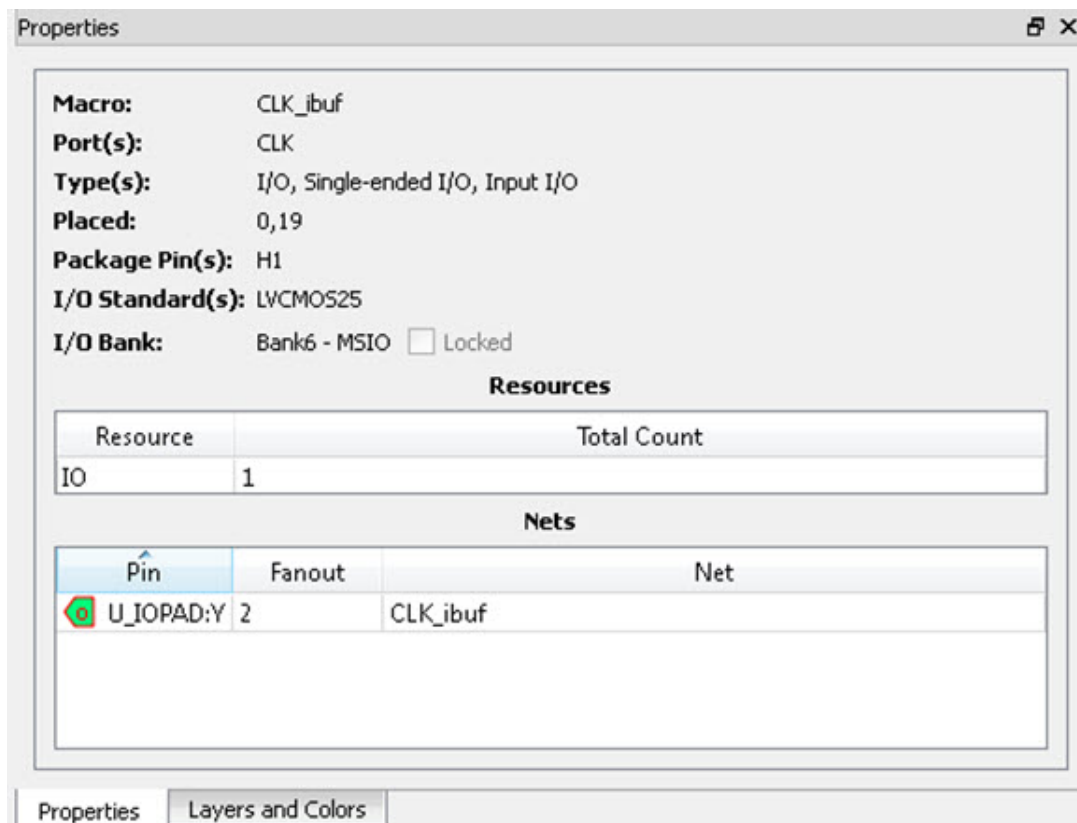 Properties
Macro: CLK_ibuf
Port(s): CLK
Type(s): I/O, Single-ended I/O, Input I/O
Placed: 0,19
Package Pin(s): H1
I/O Standard(s): LVCMOS25
I/O Bank: Bank6 - MSIO Locked
Resources
Resource Total Count
IO 1
Nets
Pin Fanout Net
O U_IOPAD:Y 2 CLK_ibuf
Properties Layers and Colors